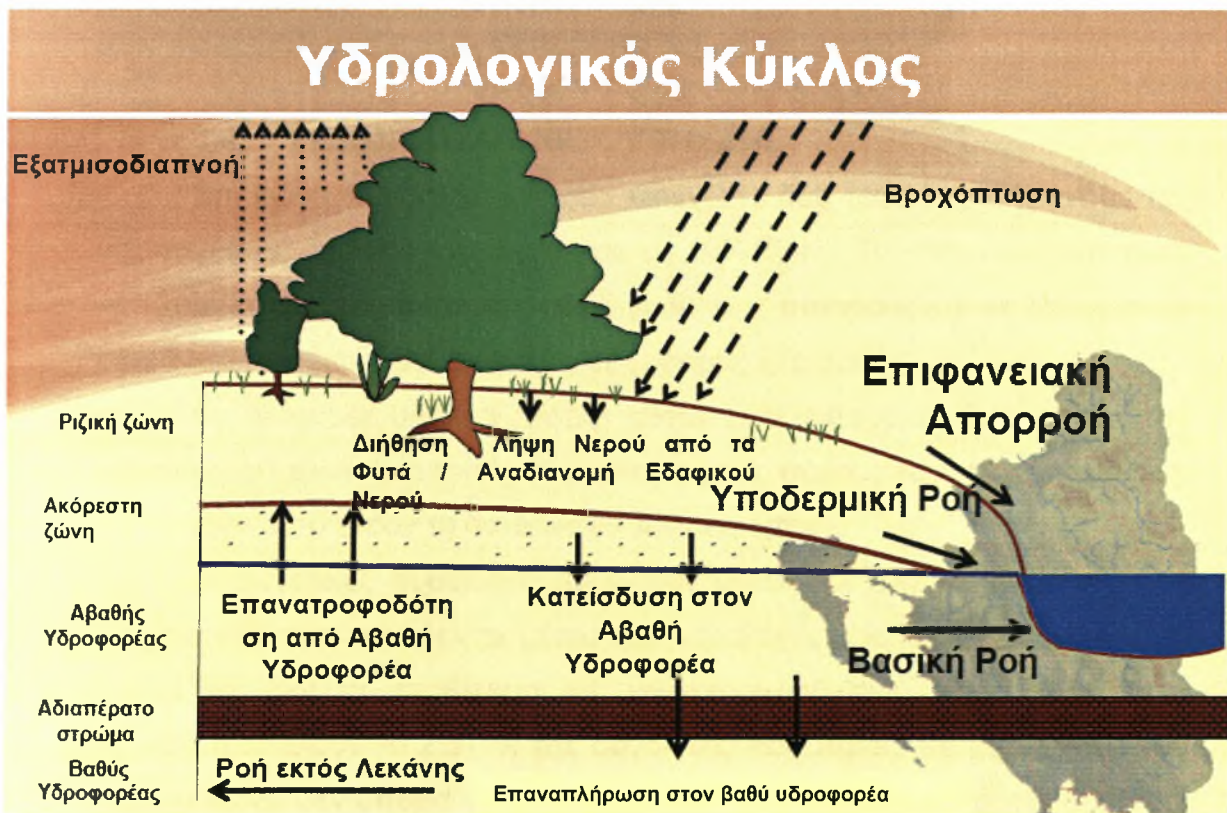 Υδρολογικός Κύκλος
Εξατμισοδιαπνοή
Βροχόπτωση
Επιφανειακή
Απορροή
Ριζική ζώνη
Διήθηση Λήψη Νερού από τα
Φυτά / Αναδιανομή Εδαφικού
Νερού
Υποδερμική Ροή
Ακόρεστη
ζώνη
Επανατροφοδότη
ση από Αβαθή
Υδροφορέα
Κατείσδυση στον
Αβαθή
Υδροφορέα
Αβαθής
Υδροφορέας
Βασική Ροή
Αδιαπέρατο
στρώμα
Βαθύς
Υδροφορέας
Ροή εκτός Λεκάνης
Επαναπλήρωση στον βαθύ υδροφορέα